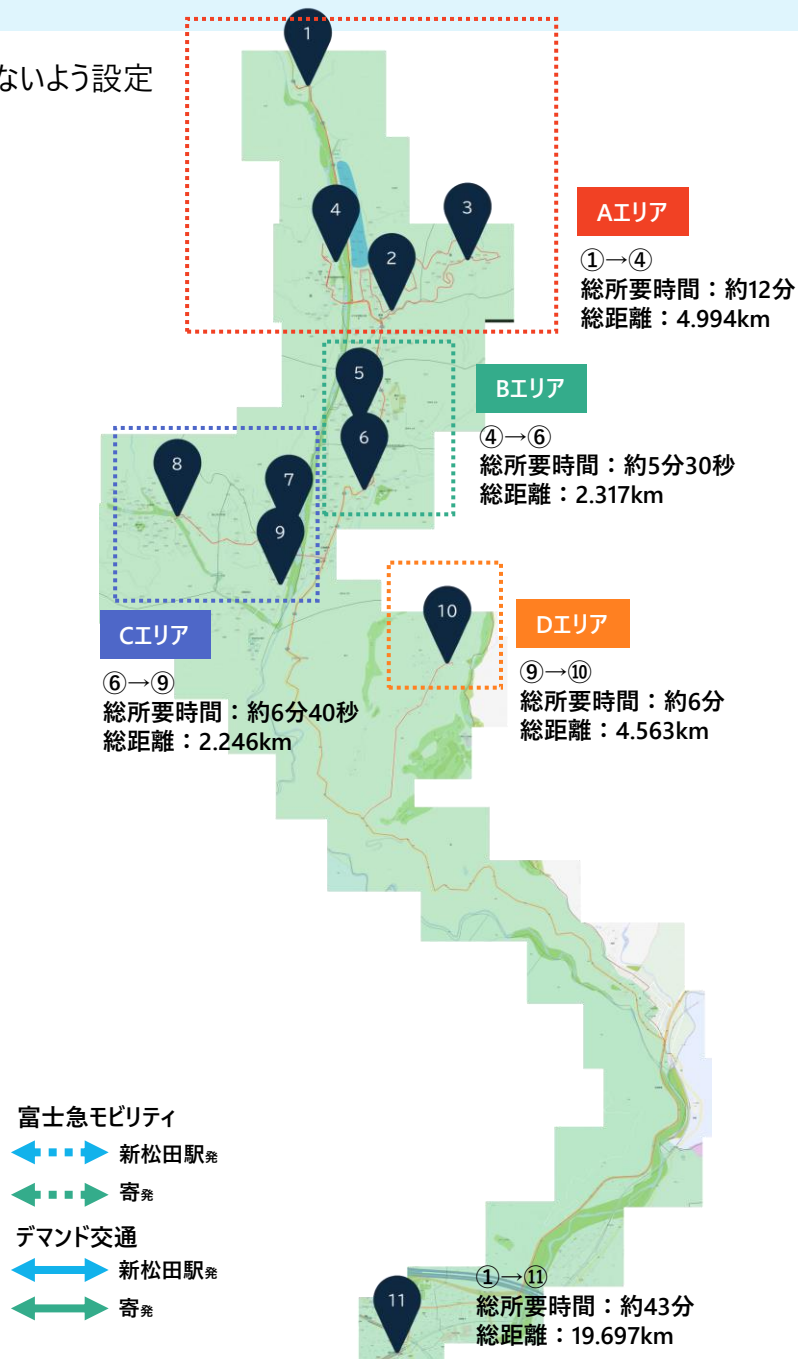 ないよう設定
1
4
3
2
Aエリア
①→④
総所要時間：約12分
総距離：4.994km
5
6
Bエリア
④→⑥
総所要時間：約5分30秒
総距離：2.317km
8
7
9
Cエリア
⑥→⑨
総所要時間：約6分40秒
総距離：2.246km
10
Dエリア
⑨→⑩
総所要時間：約6分
総距離：4.563km
富士急モビリティ
新松田駅発
寄発
デマンド交通
新松田駅発
寄発
11
①→⑪
総所要時間：約43分
総距離：19.697km